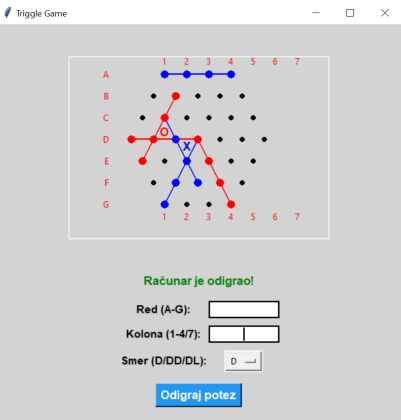 Triggle Game
1 2 3 4 5 6 7
A
B
C
O
D
X
E
F
G
1 2 3 4 5 6 7
Računar je odigrao!
Red (A-G):
Kolona (1-4/7):
Smer (D/DD/DL): D
Odigraj potez